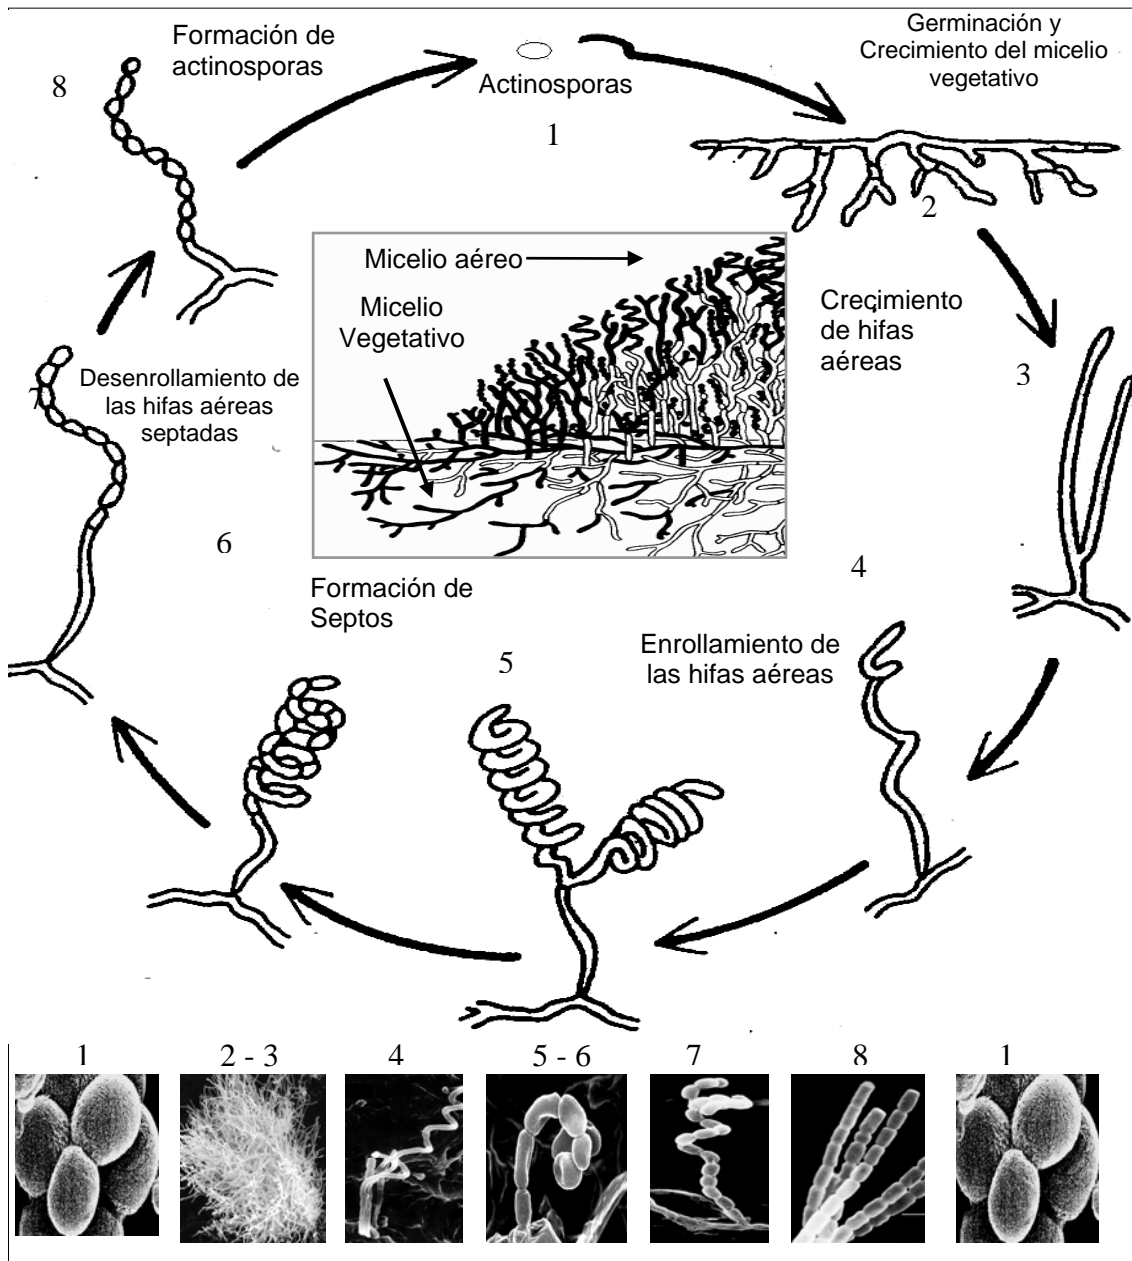 Formación de
actinosporas
8
Actinosporas
1
Germinación y
Crecimiento del micelio
vegetativo
2
Micelio aéreo
Micelio
Vegetativo
Crecimiento
de hifas
aéreas
3
Desenrollamiento de
las hifas aéreas
septadas
6
Formación de
Septos
5
4
Enrollamiento de
las hifas aéreas
1
2 - 3
4
5 - 6
7
8
1